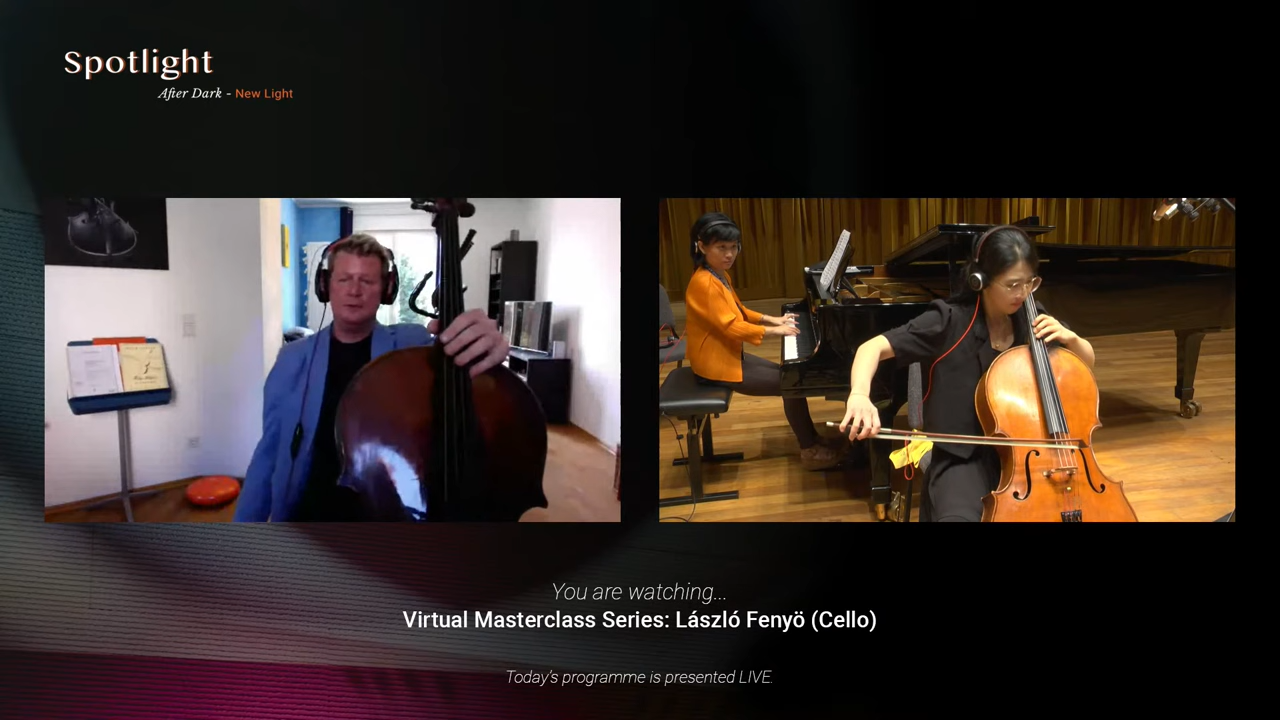 Spotlight
After Dark - New Light
You are watching...
Virtual Masterclass Series: László Fenyö (Cello)
Today's programme is presented LIVE.